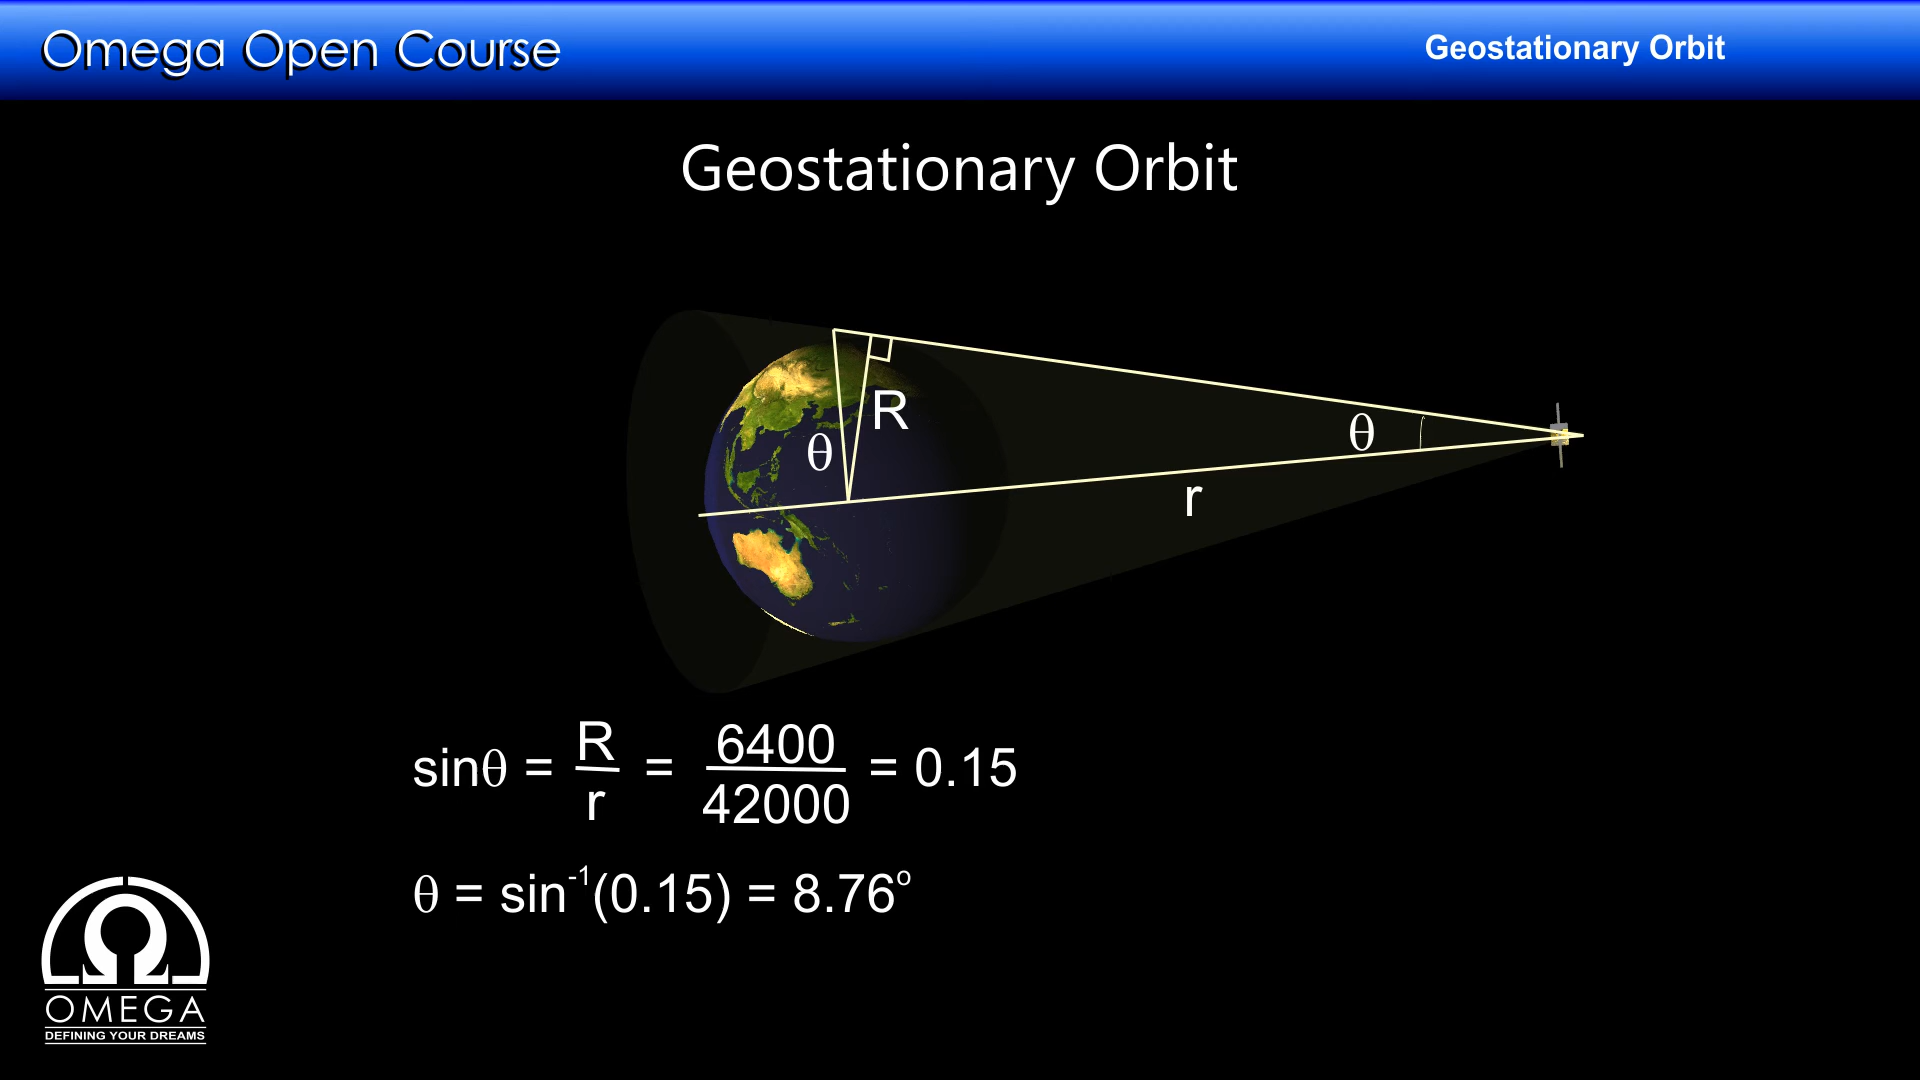 Omega Open Course
Geostationary Orbit
Geostationary Orbit
R
θ
θ
r
sinθ = R/r = 6400/42000 = 0.15
θ = sin⁻¹(0.15) = 8.76°
OMEGA
DEFINING YOUR DREAMS